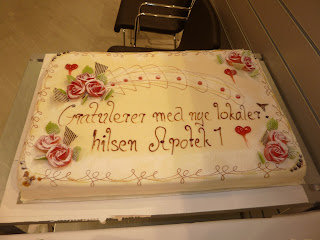 Gratulerer med nye lokaler
hilsen Apotek 1